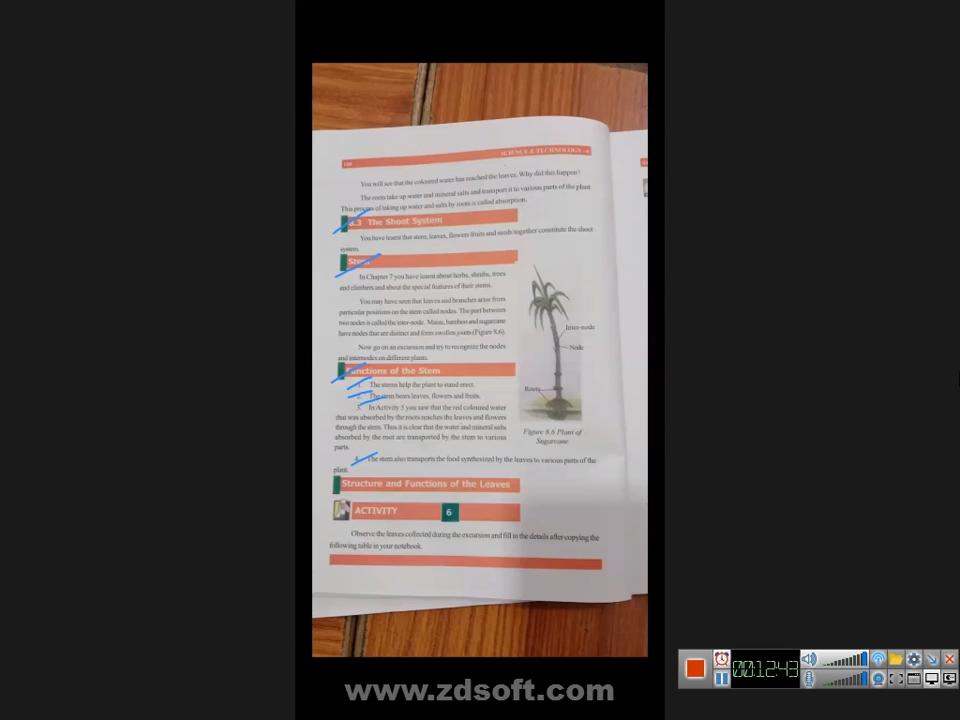 188
SCIENCE & TECHNOLOGY -6
You will see that the coloured water has reached the leaves. Why did this happen?
The roots take up water and mineral salts and transport it to various parts of the plant.
This process of taking up water and salts by roots is called absorption.
8.3 The Shoot System
You have learnt that stem, leaves, flowers fruits and seeds together constitute the shoot
system.
Stem
In Chapter 7 you have learnt about herbs, shrubs, trees
and climbers and about the special features of their stems.
You may have seen that leaves and branches arise from
particular positions on the stem called nodes. The part between
two nodes is called the inter-node. Maize, bamboo and sugarcane
have nodes that are distinct and form swollen joints (Figure 8.6)
Now go on an excursion and try to recognize the nodes
and internodes on different plants.
Functions of the Stem
1. The stems help the plant to stand erect.
2. The stem bears leaves, flowers and fruits.
3. In Activity 5 you saw that the red coloured water
that was absorbed by the roots reaches the leaves and flowers
through the stem. Thus it is clear that the water and mineral salts
absorbed by the root are transported by the stem to various
parts.
Inter-node
Node
Roots
Figure 8.6 Plant of
Sugarcane
4. The stem also transports the food synthesized by the leaves to various parts of the
plant.
Structure and Functions of the Leaves
ACTIVITY 6
Observe the leaves collected during the excursion and fill in the details after copying the
following table in your notebook.
00:12:43
www.zdsoft.com